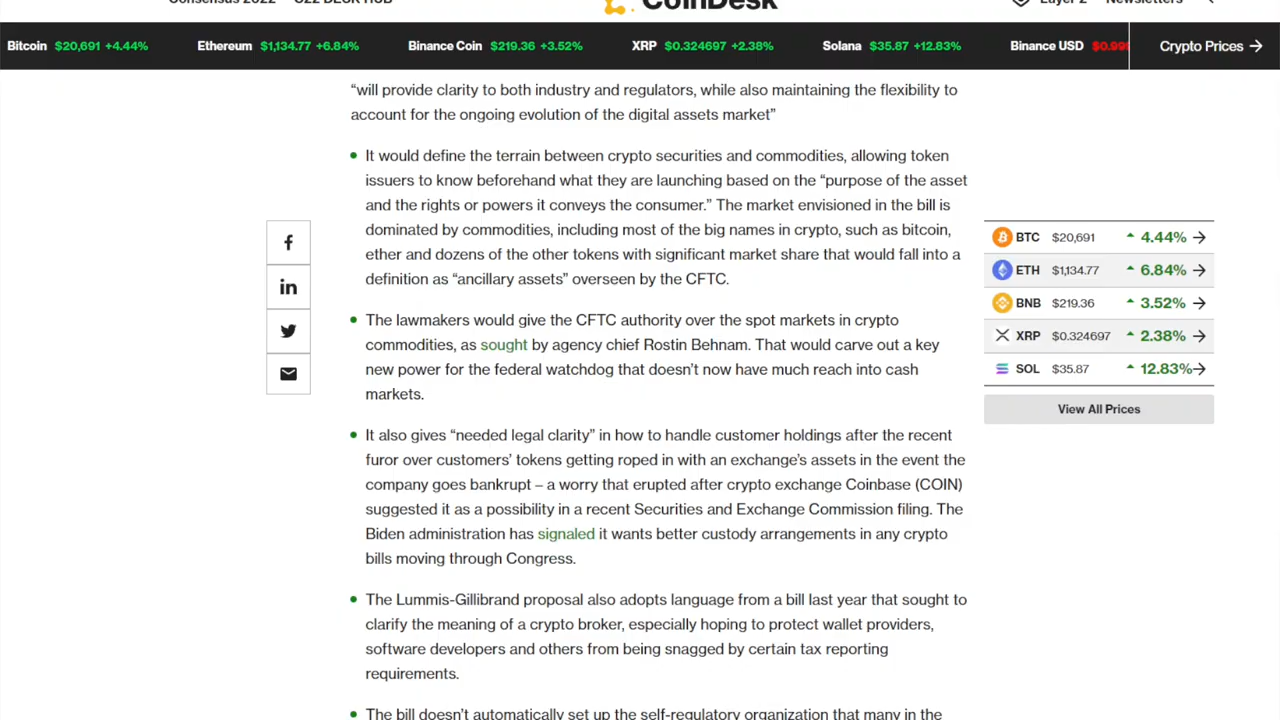 Consensus 2022 C22 DESK HUB
CoinDesk
Layer 2 Newsletters
Bitcoin $20,691 +4.44%
Ethereum $1,134.77 +6.84%
Binance Coin $219.36 +3.52%
XRP $0.324697 +2.38%
Solana $35.87 +12.83%
Binance USD
Crypto Prices →
“will provide clarity to both industry and regulators, while also maintaining the flexibility to
account for the ongoing evolution of the digital assets market”
It would define the terrain between crypto securities and commodities, allowing token
issuers to know beforehand what they are launching based on the “purpose of the asset
and the rights or powers it conveys the consumer.” The market envisioned in the bill is
dominated by commodities, including most of the big names in crypto, such as bitcoin,
ether and dozens of the other tokens with significant market share that would fall into a
definition as “ancillary assets” overseen by the CFTC.
The lawmakers would give the CFTC authority over the spot markets in crypto
commodities, as sought by agency chief Rostin Behnam. That would carve out a key
new power for the federal watchdog that doesn’t now have much reach into cash
markets.
It also gives “needed legal clarity” in how to handle customer holdings after the recent
furor over customers’ tokens getting roped in with an exchange’s assets in the event the
company goes bankrupt – a worry that erupted after crypto exchange Coinbase (COIN)
suggested it as a possibility in a recent Securities and Exchange Commission filing. The
Biden administration has signaled it wants better custody arrangements in any crypto
bills moving through Congress.
The Lummis-Gillibrand proposal also adopts language from a bill last year that sought to
clarify the meaning of a crypto broker, especially hoping to protect wallet providers,
software developers and others from being snagged by certain tax reporting
requirements.
The bill doesn’t automatically set up the self-regulatory organization that many in the
BTC $20,691 4.44% →
ETH $1,134.77 6.84% →
BNB $219.36 3.52% →
XRP $0.324697 2.38% →
SOL $35.87 12.83% →
View All Prices